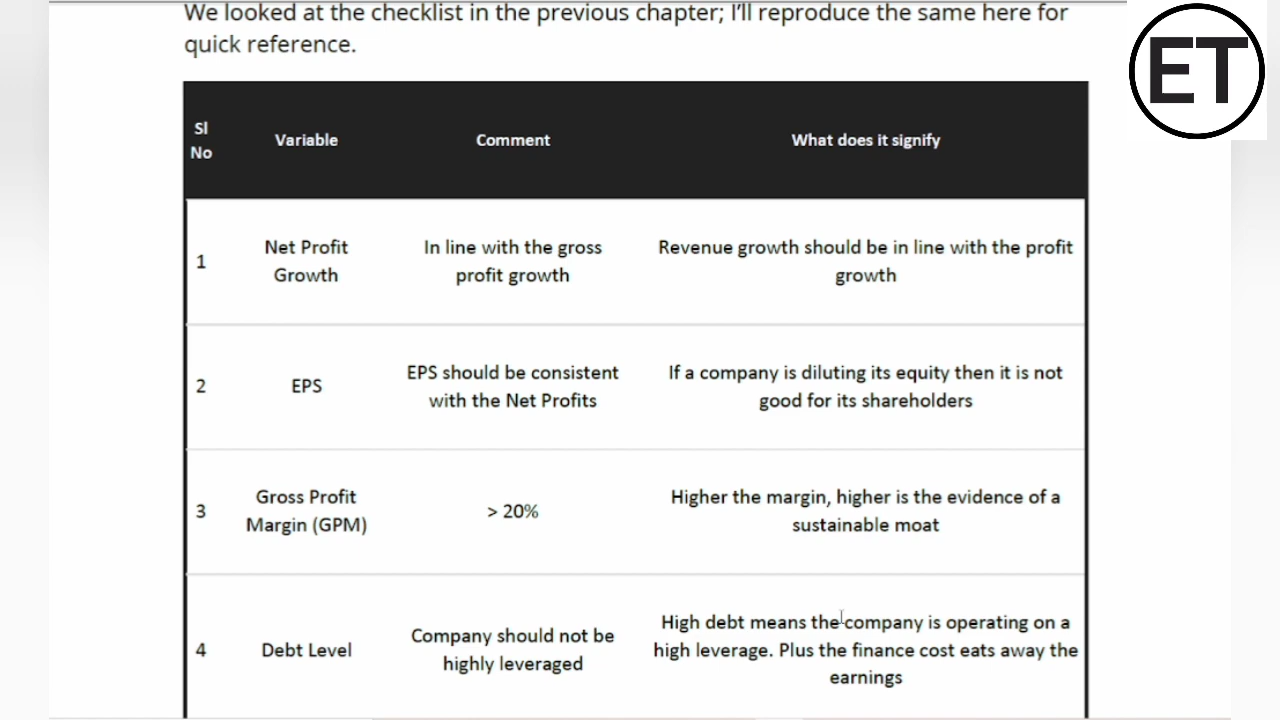 We looked at the checklist in the previous chapter; I'll reproduce the same here for
quick reference.
ET
Sl
No
Variable
Comment
What does it signify
1
Net Profit
Growth
In line with the gross
profit growth
Revenue growth should be in line with the profit
growth
2
EPS
EPS should be consistent
with the Net Profits
If a company is diluting its equity then it is not
good for its shareholders
3
Gross Profit
Margin (GPM)
> 20%
Higher the margin, higher is the evidence of a
sustainable moat
4
Debt Level
Company should not be
highly leveraged
High debt means the company is operating on a
high leverage. Plus the finance cost eats away the
earnings